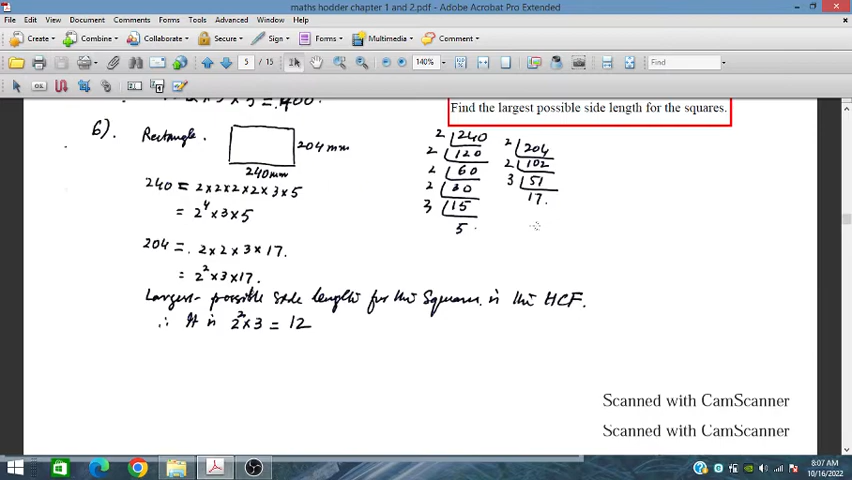 maths hodder chapter 1 and 2.pdf - Adobe Acrobat Pro Extended
File Edit View Document Comments Forms Tools Advanced Window Help
Create Combine Collaborate Secure Sign Forms Multimedia Comment
5 / 15 140% Find
= 400.
Find the largest possible side length for the squares.
6).
Rectangle. 204 mm
240mm
2 240
2 120
2 60
2 30
3 15
5
2 204
2 102
3 51
17.
240 = 2×2×2×2×3×5
= 2⁴×3×5
204 = 2×2×3×17.
= 2²×3×17.
Largest possible side length for the square is the HCF.
∴ It is 2²×3 = 12
Scanned with CamScanner
Scanned with CamScanner
8:07 AM
10/16/2022